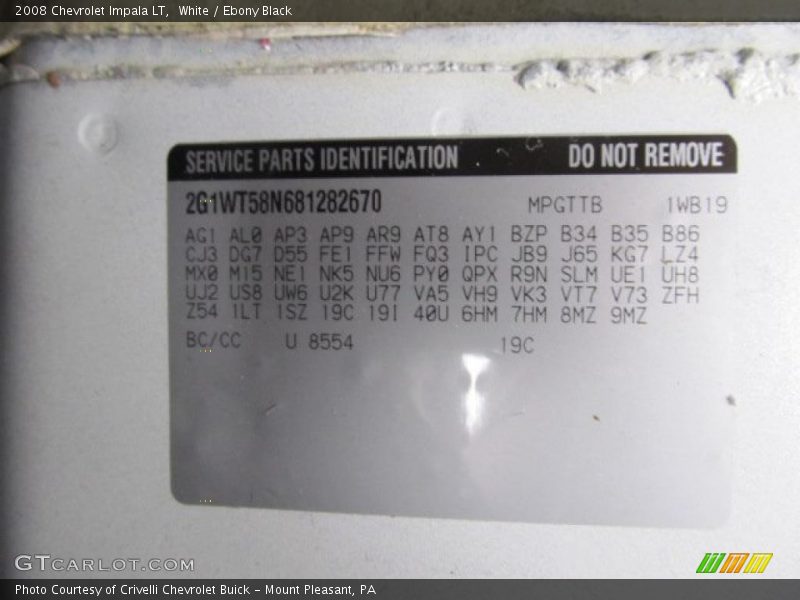 2008 Chevrolet Impala LT, White / Ebony Black
SERVICE PARTS IDENTIFICATION DO NOT REMOVE
2G1WT58N681282670 MPGTTB 1WB19
AG1 AL0 AP3 AP9 AR9 AT8 AY1 BZP B34 B35 B86
CJ3 DG7 D55 FE1 FFW FQ3 IPC JB9 J65 KG7 LZ4
MX0 M15 NE1 NK5 NU6 PY0 QPX R9N SLM UE1 UH8
UJ2 US8 UW6 U2K U77 VA5 VH9 VK3 VT7 V73 ZFH
Z54 1LT 1SZ 19C 19I 40U 6HM 7HM 8MZ 9MZ
BC/CC U 8554 19C
GTCARLOT.COM
Photo Courtesy of Crivelli Chevrolet Buick - Mount Pleasant, PA